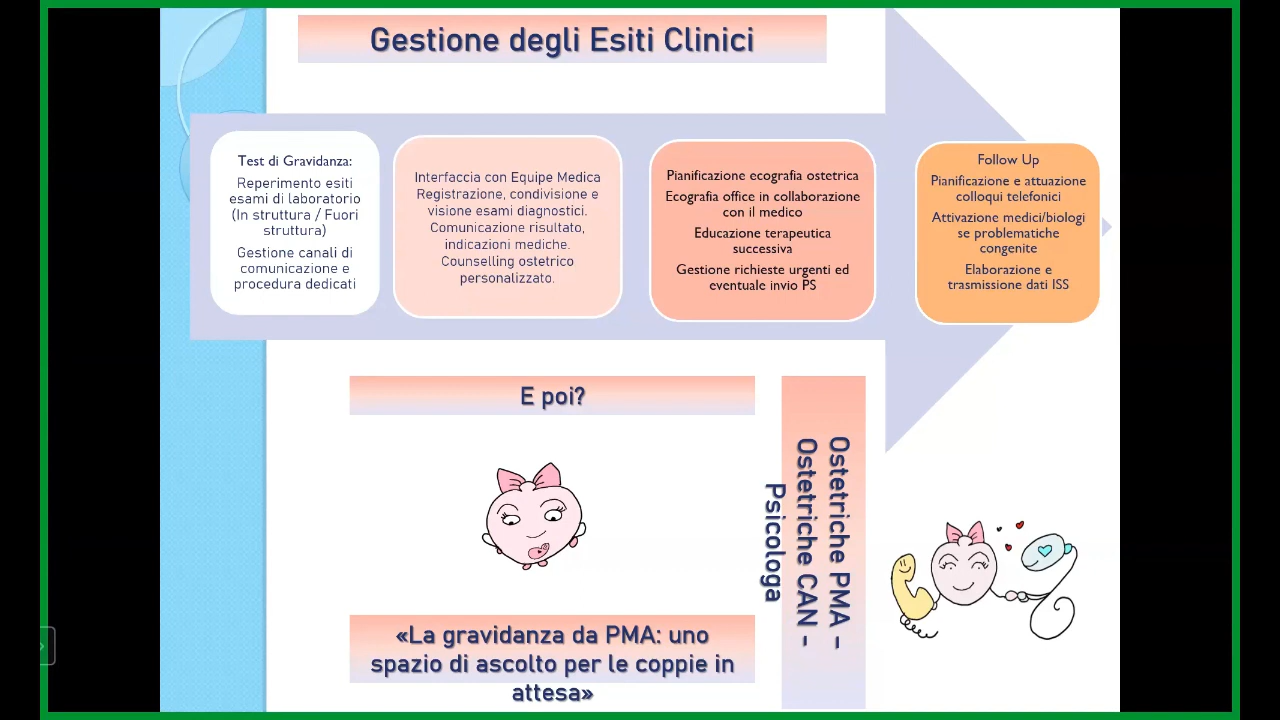 Gestione degli Esiti Clinici
Test di Gravidanza:
Reperimento esiti
esami di laboratorio
(In struttura / Fuori
struttura)
Gestione canali di
comunicazione e
procedura dedicati
Interfaccia con Equipe Medica
Registrazione, condivisione e
visione esami diagnostici.
Comunicazione risultato,
indicazioni mediche.
Counselling ostetrico
personalizzato.
Pianificazione ecografia ostetrica
Ecografia office in collaborazione
con il medico
Educazione terapeutica
successiva
Gestione richieste urgenti ed
eventuale invio PS
Follow Up
Pianificazione e attuazione
colloqui telefonici
Attivazione medici/biologi
se problematiche
congenite
Elaborazione e
trasmissione dati ISS
E poi?
Ostetriche PMA –
Ostetriche CAN -
Psicologa
«La gravidanza da PMA: uno
spazio di ascolto per le coppie in
attesa»